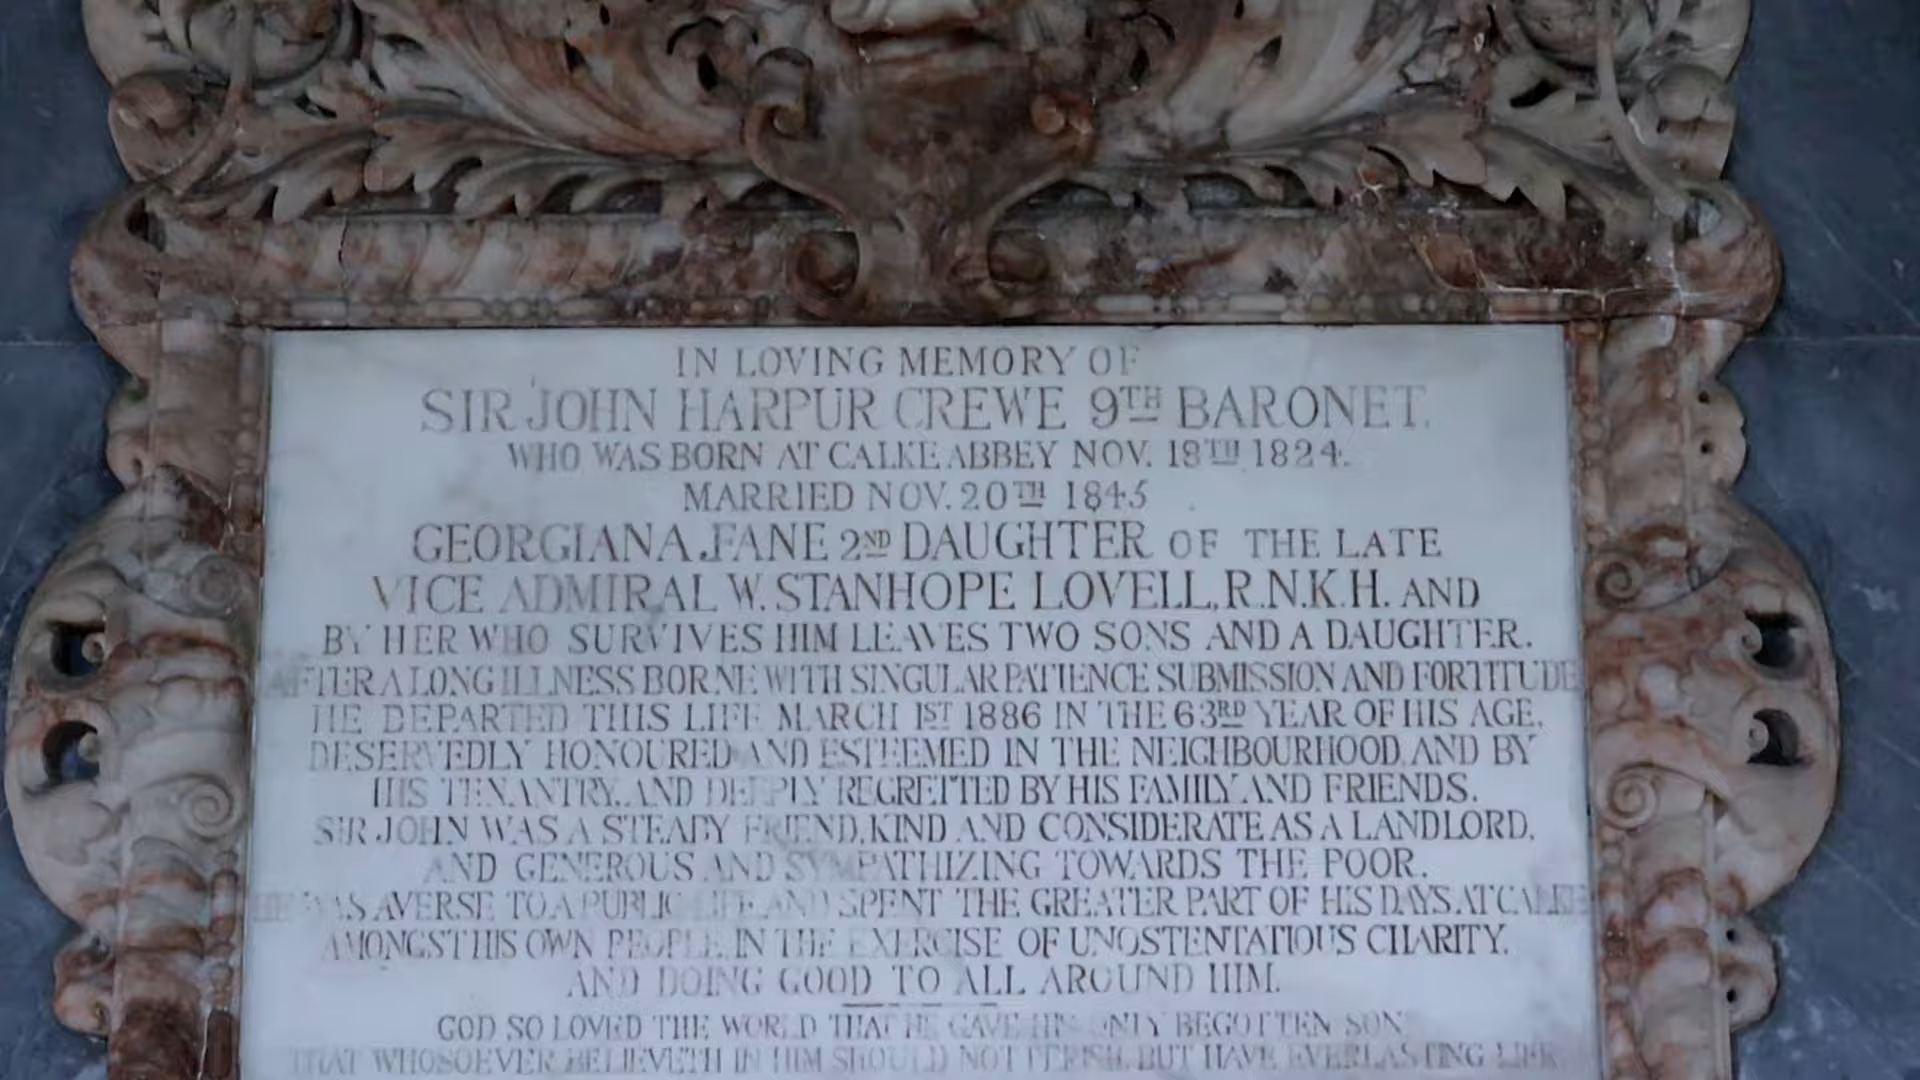 IN LOVING MEMORY OF
SIR JOHN HARPUR CREWE 9TH BARONET.
WHO WAS BORN AT CALKE ABBEY NOV. 18TH 1824.
MARRIED NOV. 20TH 1845
GEORGIANA JANE 2ND DAUGHTER OF THE LATE
VICE ADMIRAL W. STANHOPE LOVELL, R.N.K.H. AND
BY HER WHO SURVIVES HIM LEAVES TWO SONS AND A DAUGHTER.
AFTER A LONG ILLNESS BORNE WITH SINGULAR PATIENCE SUBMISSION AND FORTITUDE
HE DEPARTED THIS LIFE MARCH 1ST 1886 IN THE 63RD YEAR OF HIS AGE,
DESERVEDLY HONOURED AND ESTEEMED IN THE NEIGHBOURHOOD, AND BY
HIS TENANTRY, AND DEEPLY REGRETTED BY HIS FAMILY AND FRIENDS.
SIR JOHN WAS A STEADY FRIEND, KIND AND CONSIDERATE AS A LANDLORD,
AND GENEROUS AND SYMPATHIZING TOWARDS THE POOR.
HE WAS AVERSE TO A PUBLIC LIFE AND SPENT THE GREATER PART OF HIS DAYS AT CALKE
AMONGST HIS OWN PEOPLE, IN THE EXERCISE OF UNOSTENTATIOUS CHARITY,
AND DOING GOOD TO ALL AROUND HIM.
GOD SO LOVED THE WORLD THAT HE GAVE HIS ONLY BEGOTTEN SON
THAT WHOSOEVER BELIEVETH IN HIM SHOULD NOT PERISH, BUT HAVE EVERLASTING LIFE